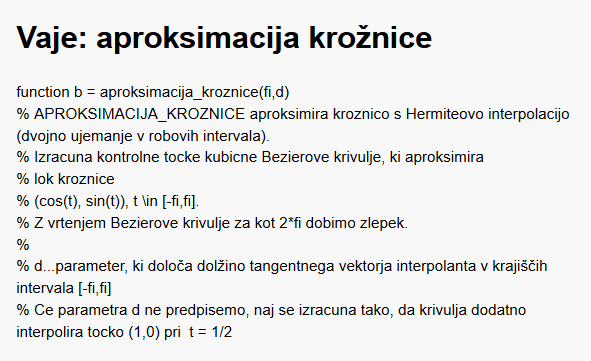 Vaje: aproksimacija krožnice
function b = aproksimacija_kroznice(fi,d)
% APROKSIMACIJA_KROZNICE aproksimira kroznico s Hermiteovo interpolacijo
(dvojno ujemanje v robovih intervala).
% Izracuna kontrolne tocke kubicne Bezierove krivulje, ki aproksimira
% lok kroznice
% (cos(t), sin(t)), t \in [-fi,fi].
% Z vrtenjem Bezierove krivulje za kot 2*fi dobimo zlepek.
%
% d...parameter, ki določa dolžino tangentnega vektorja interpolanta v krajiščih
intervala [-fi,fi]
% Ce parametra d ne predpisemo, naj se izracuna tako, da krivulja dodatno
interpolira tocko (1,0) pri  t = 1/2